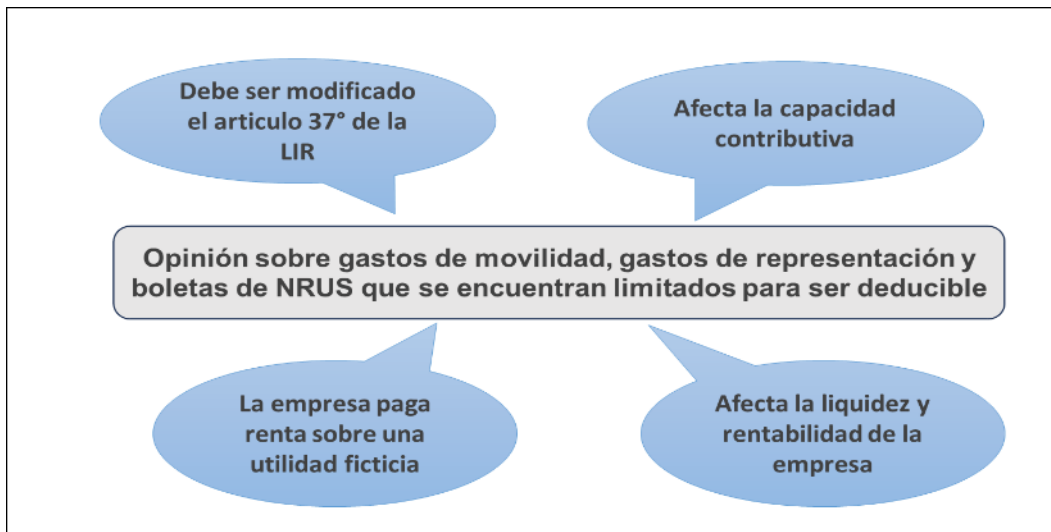 Debe ser modificado
el articulo 37° de la
LIR
Afecta la capacidad
contributiva
Opinión sobre gastos de movilidad, gastos de representación y
boletas de NRUS que se encuentran limitados para ser deducible
La empresa paga
renta sobre una
utilidad ficticia
Afecta la liquidez y
rentabilidad de la
empresa